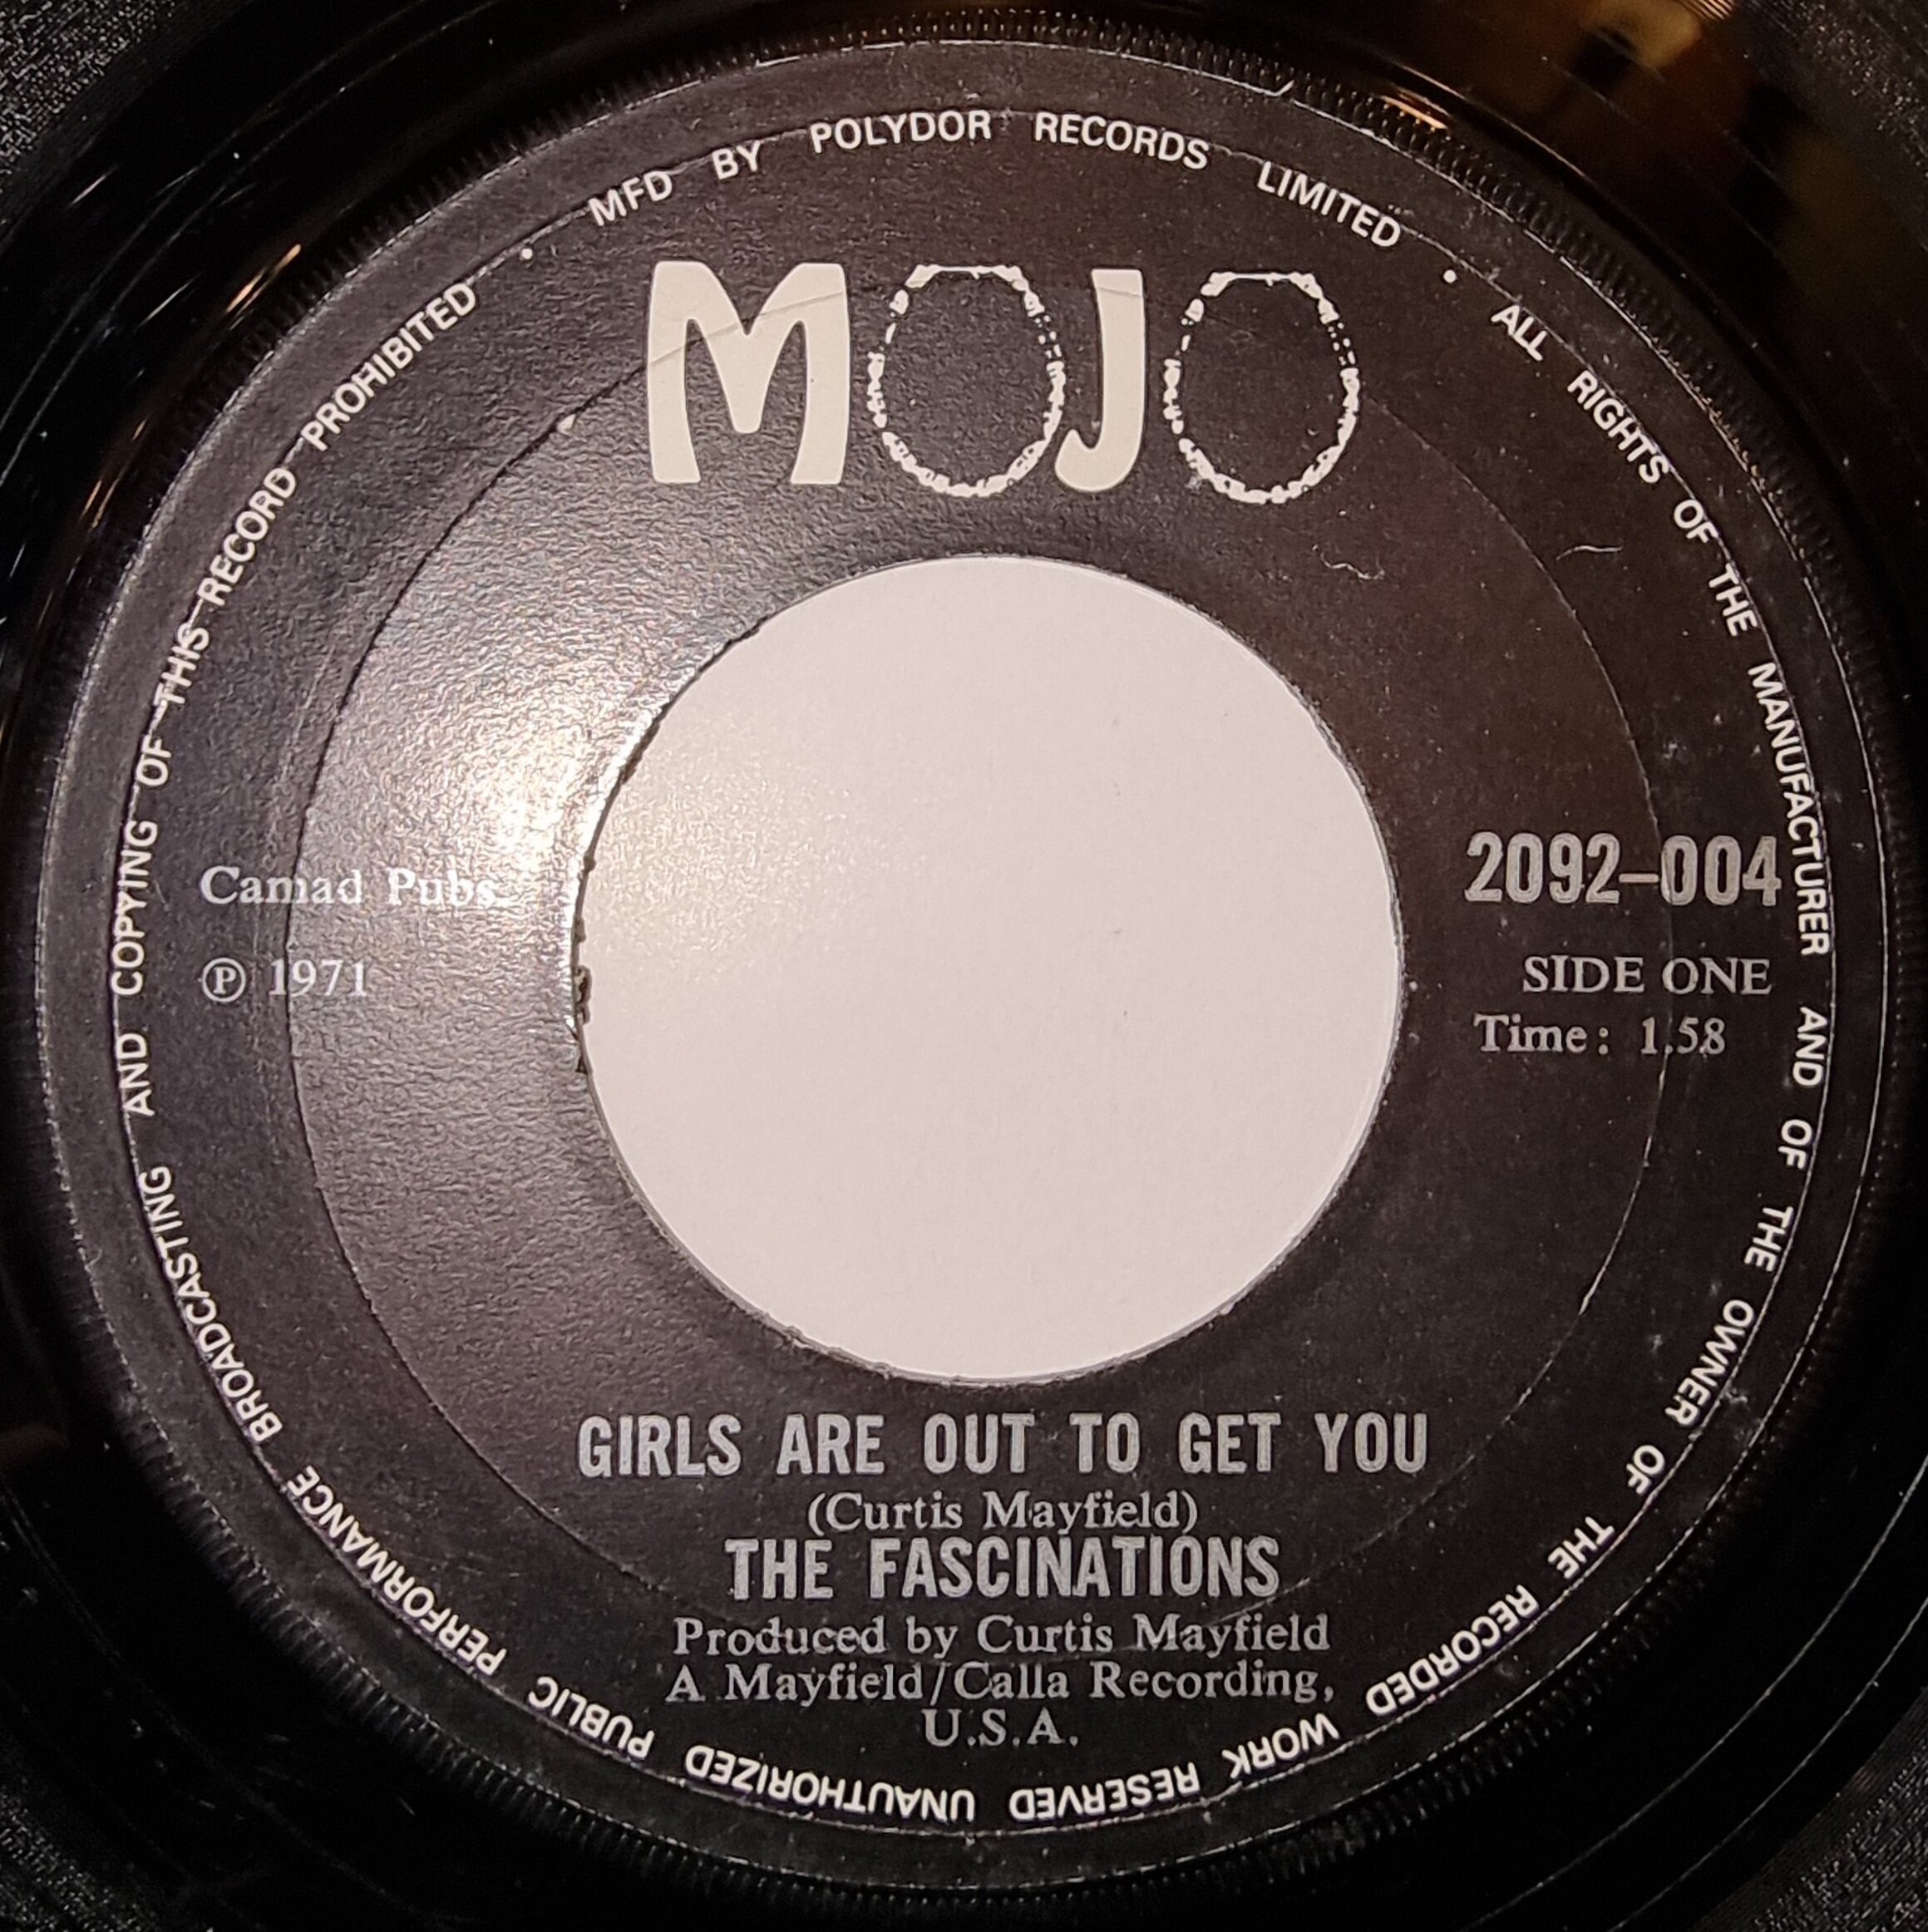 MFD BY POLYDOR RECORDS LIMITED • ALL RIGHTS OF THE MANUFACTURER AND OF THE OWNER OF THE RECORDED WORK RESERVED UNAUTHORIZED PUBLIC PERFORMANCE BROADCASTING AND COPYING OF THIS RECORD PROHIBITED •
MOJO
Camad Pubs.
℗ 1971
2092-004
SIDE ONE
Time: 1.58
GIRLS ARE OUT TO GET YOU
(Curtis Mayfield)
THE FASCINATIONS
Produced by Curtis Mayfield
A Mayfield/Calla Recording,
U.S.A.